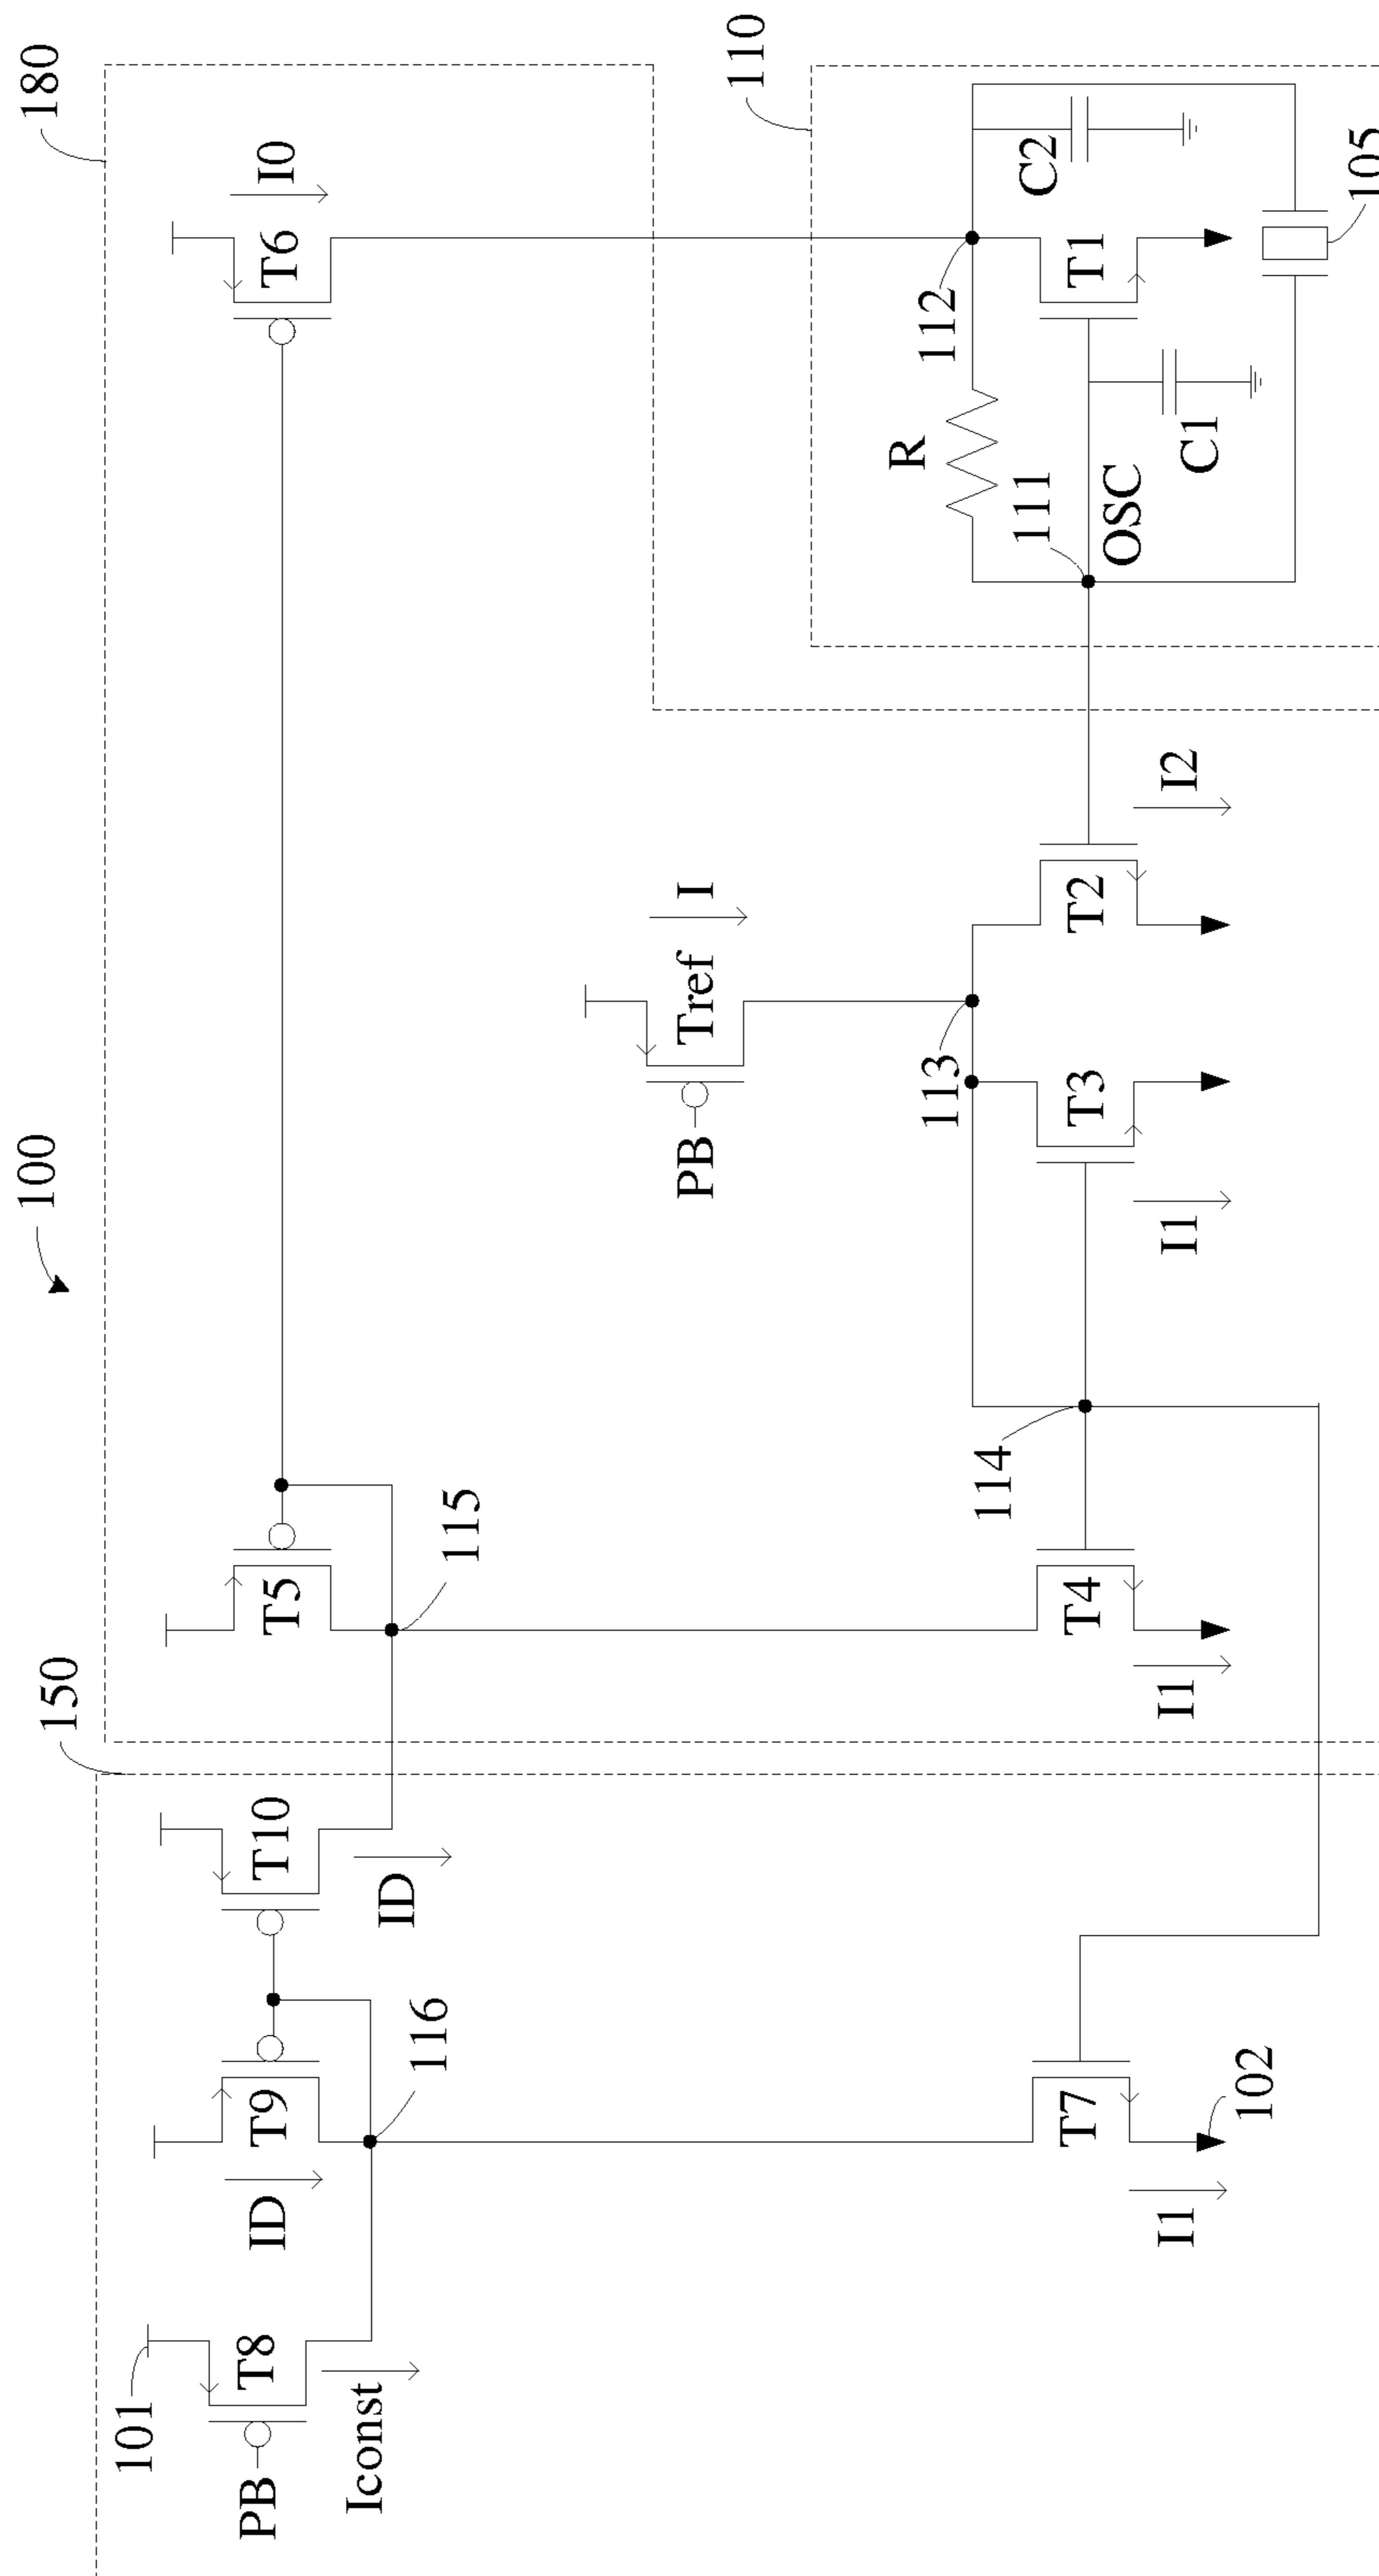 100
180
150
110
101
T8
PB
Iconst
T9
ID
116
T10
ID
T5
115
T6
I0
PB
Tref
I
113
114
T7
I1
102
T4
I1
T3
I1
T2
I2
111
OSC
R
112
C1
T1
C2
105